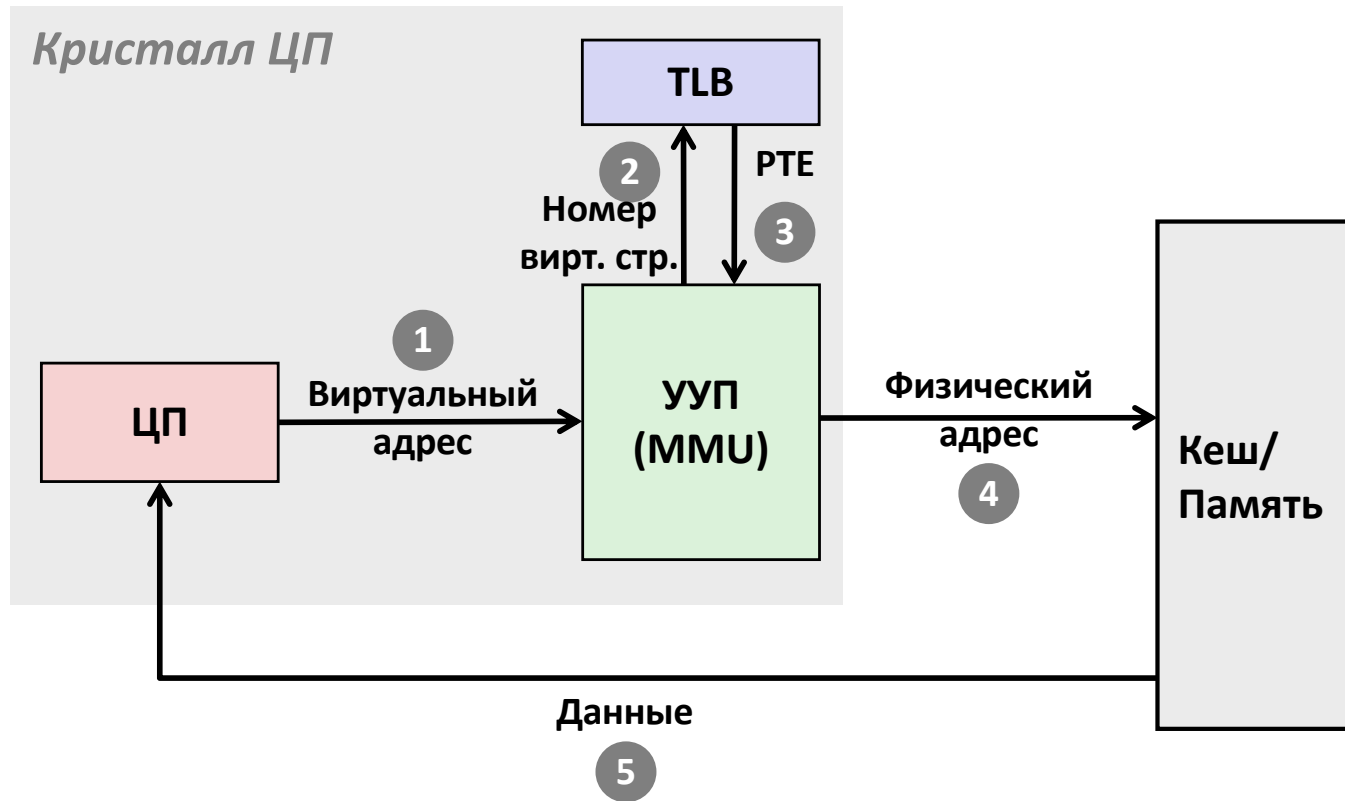 Кристалл ЦП
TLB
2
PTE
Номер
вирт. стр.
3
1
Виртуальный
адрес
ЦП
УУП
(MMU)
Физический
адрес
4
Кеш/
Память
Данные
5